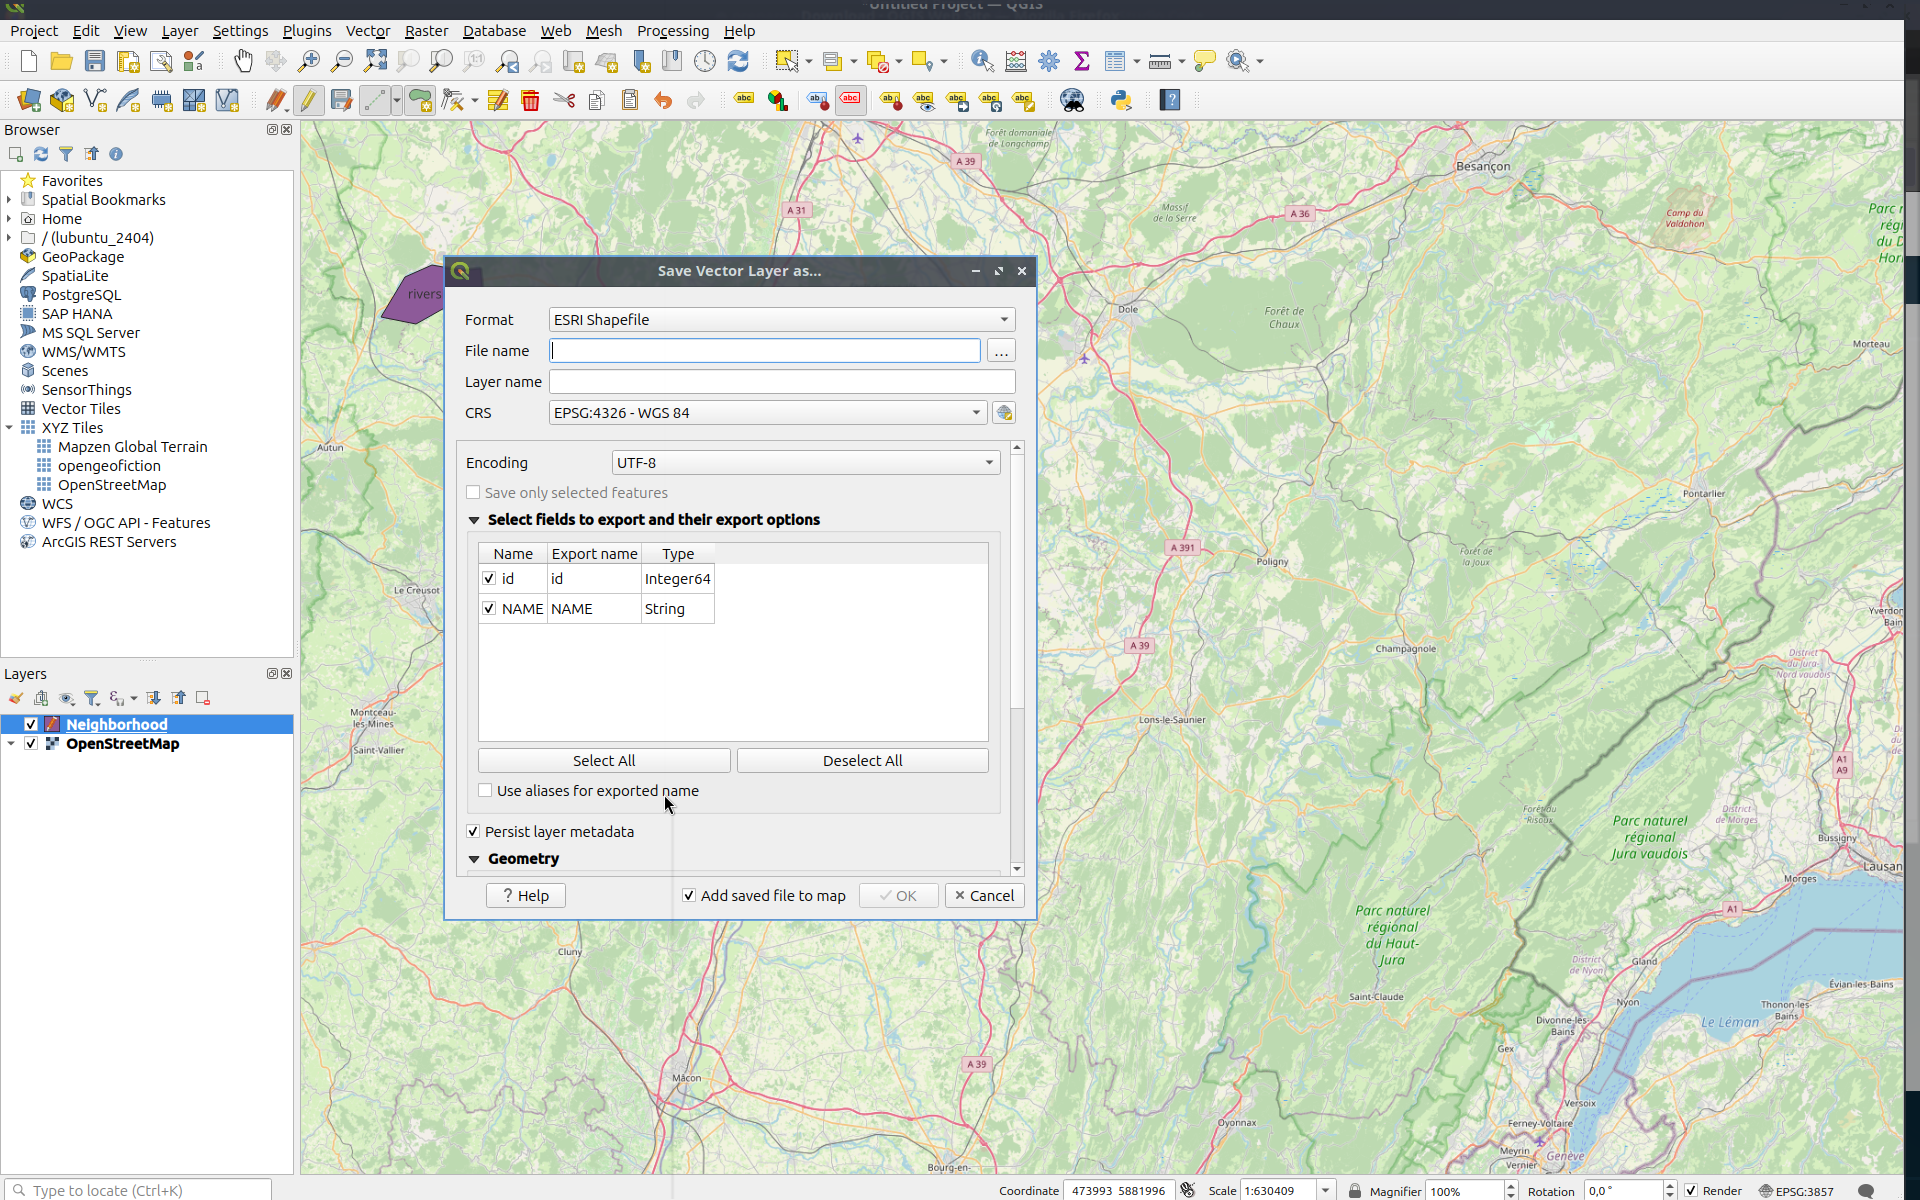 *Untitled Project — QGIS
Project Edit View Layer Settings Plugins Vector Raster Database Web Mesh Processing Help
Browser
Favorites
Spatial Bookmarks
Home
/ (lubuntu_2404)
GeoPackage
SpatiaLite
PostgreSQL
SAP HANA
MS SQL Server
WMS/WMTS
Scenes
SensorThings
Vector Tiles
XYZ Tiles
Mapzen Global Terrain
opengeofiction
OpenStreetMap
WCS
WFS / OGC API - Features
ArcGIS REST Servers
Layers
Neighborhood
OpenStreetMap
Save Vector Layer as...
Format ESRI Shapefile
File name
...
Layer name
CRS EPSG:4326 - WGS 84
Encoding UTF-8
Save only selected features
Select fields to export and their export options
Name Export name Type
id id Integer64
NAME NAME String
Select All Deselect All
Use aliases for exported name
Persist layer metadata
Geometry
? Help Add saved file to map OK Cancel
rivers
Forêt domaniale
de Longchamp
A 39
Besançon
A 31
Massif
de la Serre
A 36
Camp du
Valdahon
Dole
Forêt de
Chaux
Morteau
Autun
Pontarlier
A 391
Poligny
Forêt de
la Joux
Le Creusot
Yverdon
Bain
A 39
Champagnole
District
du Jura-
Nord vaudois
Montceau-
les-Mines
Saint-Vallier
Lons-le-Saunier
A1
A9
Forêt du
Risoux
District
de Morges
Parc naturel
régional
Jura vaudois
Bussigny
Lausan
Morges
A1
Parc naturel
régional
du Haut-
Jura
Cluny
Gland
District
de Nyon
Saint-Claude
Nyon
Évian-les-Bains
Thonon-les-
Bains
Divonne-les-
Bains
Le Léman
Gex
A 39
Mâcon
Versoix
Oyonnax
Ferney-Voltaire
Meyrin
Vernier
Genève
Bourg-en-
Type to locate (Ctrl+K)
Coordinate 473993 5881996 Scale 1:630409 Magnifier 100% Rotation 0,0 ° Render EPSG:3857